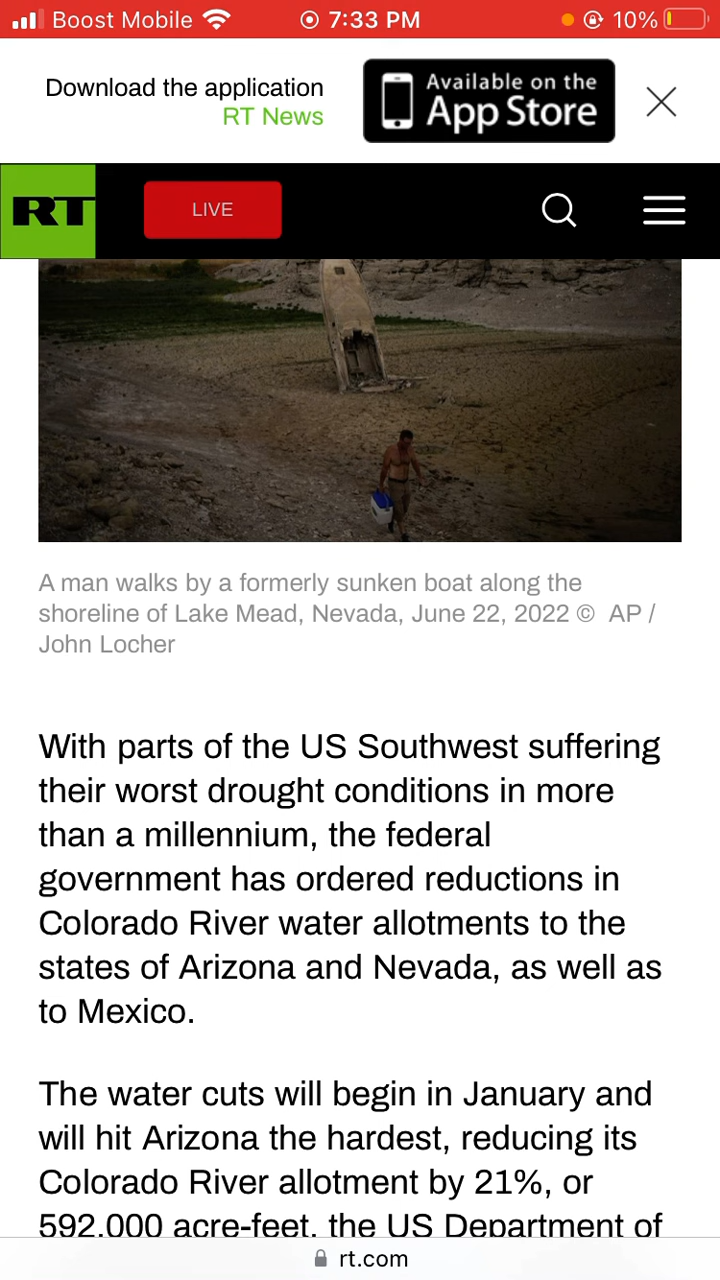 Boost Mobile 7:33 PM 10%
Download the application
RT News
Available on the
App Store
RT LIVE
A man walks by a formerly sunken boat along the
shoreline of Lake Mead, Nevada, June 22, 2022 © AP /
John Locher
With parts of the US Southwest suffering
their worst drought conditions in more
than a millennium, the federal
government has ordered reductions in
Colorado River water allotments to the
states of Arizona and Nevada, as well as
to Mexico.
The water cuts will begin in January and
will hit Arizona the hardest, reducing its
Colorado River allotment by 21%, or
592,000 acre-feet, the US Department of
rt.com